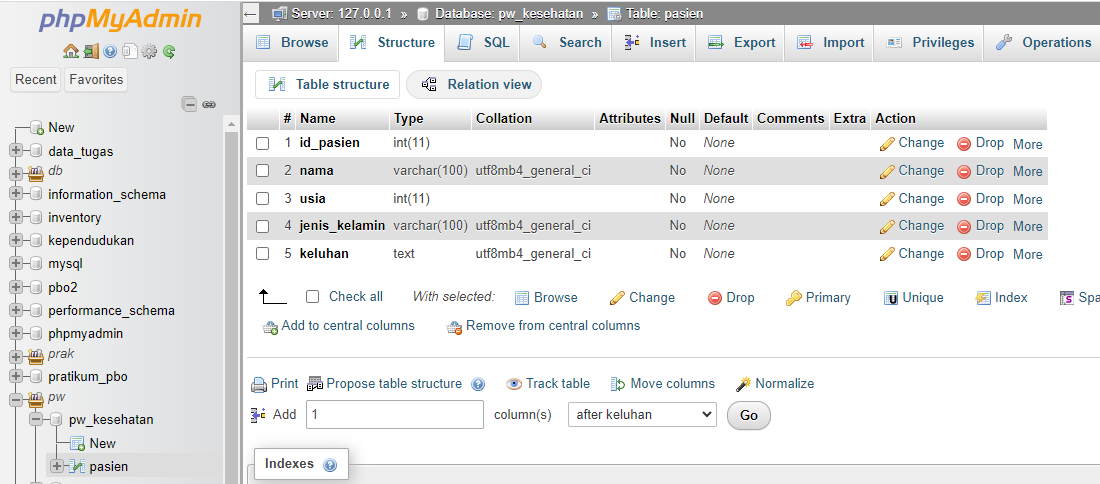 phpMyAdmin
Recent Favorites
New
data_tugas
db
information_schema
inventory
kependudukan
mysql
pbo2
performance_schema
phpmyadmin
prak
pratikum_pbo
pw
pw_kesehatan
New
pasien
Server: 127.0.0.1 » Database: pw_kesehatan » Table: pasien
Browse Structure SQL Search Insert Export Import Privileges Operations
Table structure Relation view
# Name Type Collation Attributes Null Default Comments Extra Action
1 id_pasien int(11) No None Change Drop More
2 nama varchar(100) utf8mb4_general_ci No None Change Drop More
3 usia int(11) No None Change Drop More
4 jenis_kelamin varchar(100) utf8mb4_general_ci No None Change Drop More
5 keluhan text utf8mb4_general_ci No None Change Drop More
Check all With selected: Browse Change Drop Primary Unique Index Spa
Add to central columns Remove from central columns
Print Propose table structure Track table Move columns Normalize
Add 1 column(s) after keluhan Go
Indexes